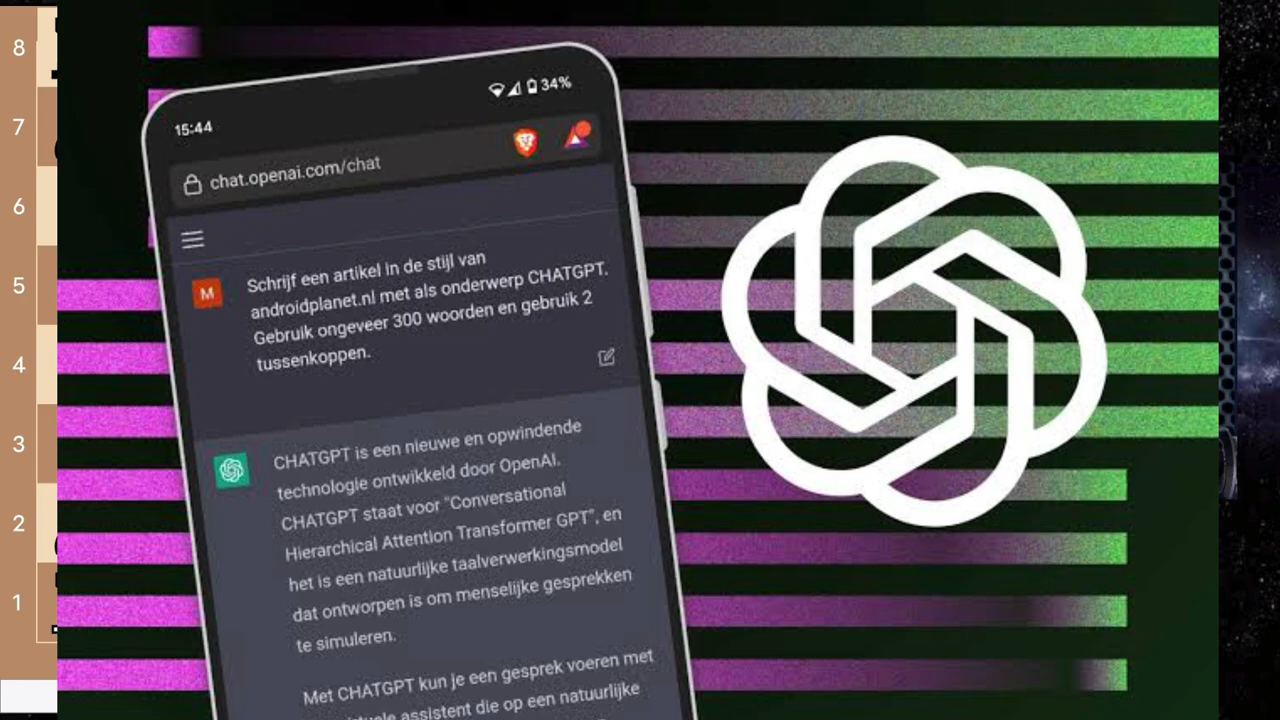 8
7
6
5
4
3
2
1
15:44
34%
chat.openai.com/chat
M
Schrijf een artikel in de stijl van
androidplanet.nl met als onderwerp CHATGPT.
Gebruik ongeveer 300 woorden en gebruik 2
tussenkoppen.
CHATGPT is een nieuwe en opwindende
technologie ontwikkeld door OpenAI.
CHATGPT staat voor "Conversational
Hierarchical Attention Transformer GPT", en
het is een natuurlijke taalverwerkingsmodel
dat ontworpen is om menselijke gesprekken
te simuleren.
Met CHATGPT kun je een gesprek voeren met
assistent die op een natuurlijke